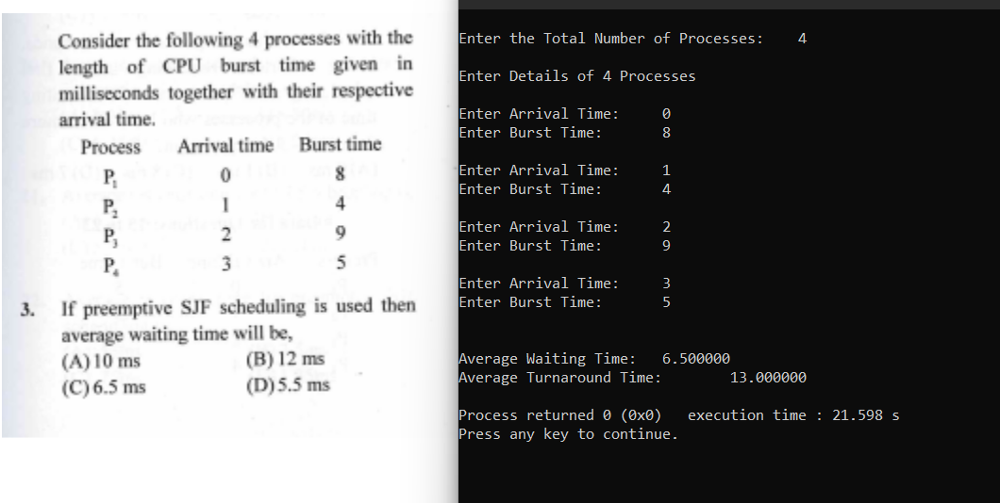 Consider the following 4 processes with the
length of CPU burst time given in
milliseconds together with their respective
arrival time.
Process Arrival time Burst time
P₁ 0 8
P₂ 1 4
P₃ 2 9
P₄ 3 5
3. If preemptive SJF scheduling is used then
average waiting time will be,
(A) 10 ms (B) 12 ms
(C) 6.5 ms (D) 5.5 ms
Enter the Total Number of Processes: 4
Enter Details of 4 Processes
Enter Arrival Time: 0
Enter Burst Time: 8
Enter Arrival Time: 1
Enter Burst Time: 4
Enter Arrival Time: 2
Enter Burst Time: 9
Enter Arrival Time: 3
Enter Burst Time: 5
Average Waiting Time: 6.500000
Average Turnaround Time: 13.000000
Process returned 0 (0x0) execution time : 21.598 s
Press any key to continue.